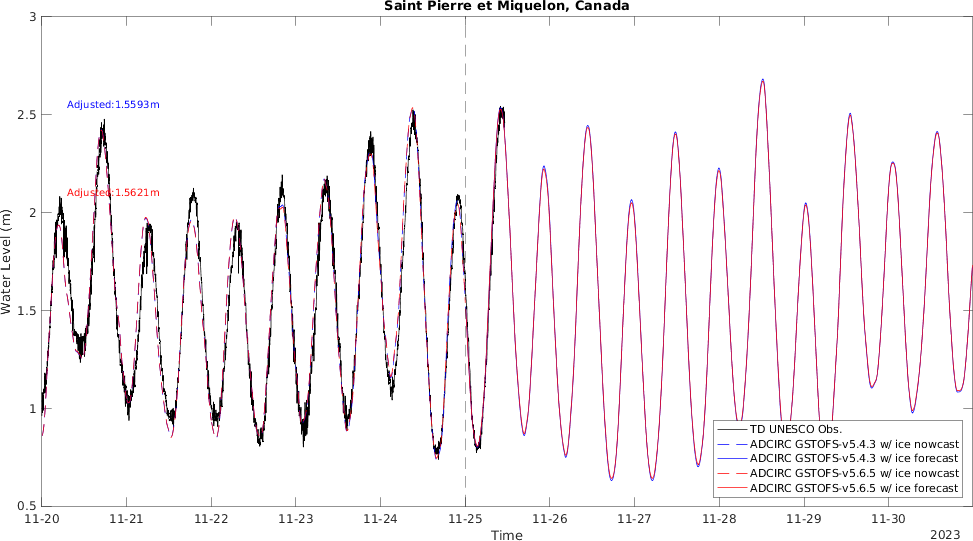 Saint Pierre et Miquelon, Canada
3
2.5
2
1.5
1
0.5
Water Level (m)
Adjusted:1.5593m
Adjusted:1.5621m
TD UNESCO Obs.
ADCIRC GSTOFS-v5.4.3 w/ ice nowcast
ADCIRC GSTOFS-v5.4.3 w/ ice forecast
ADCIRC GSTOFS-v5.6.5 w/ ice nowcast
ADCIRC GSTOFS-v5.6.5 w/ ice forecast
11-20 11-21 11-22 11-23 11-24 11-25 11-26 11-27 11-28 11-29 11-30
Time
2023